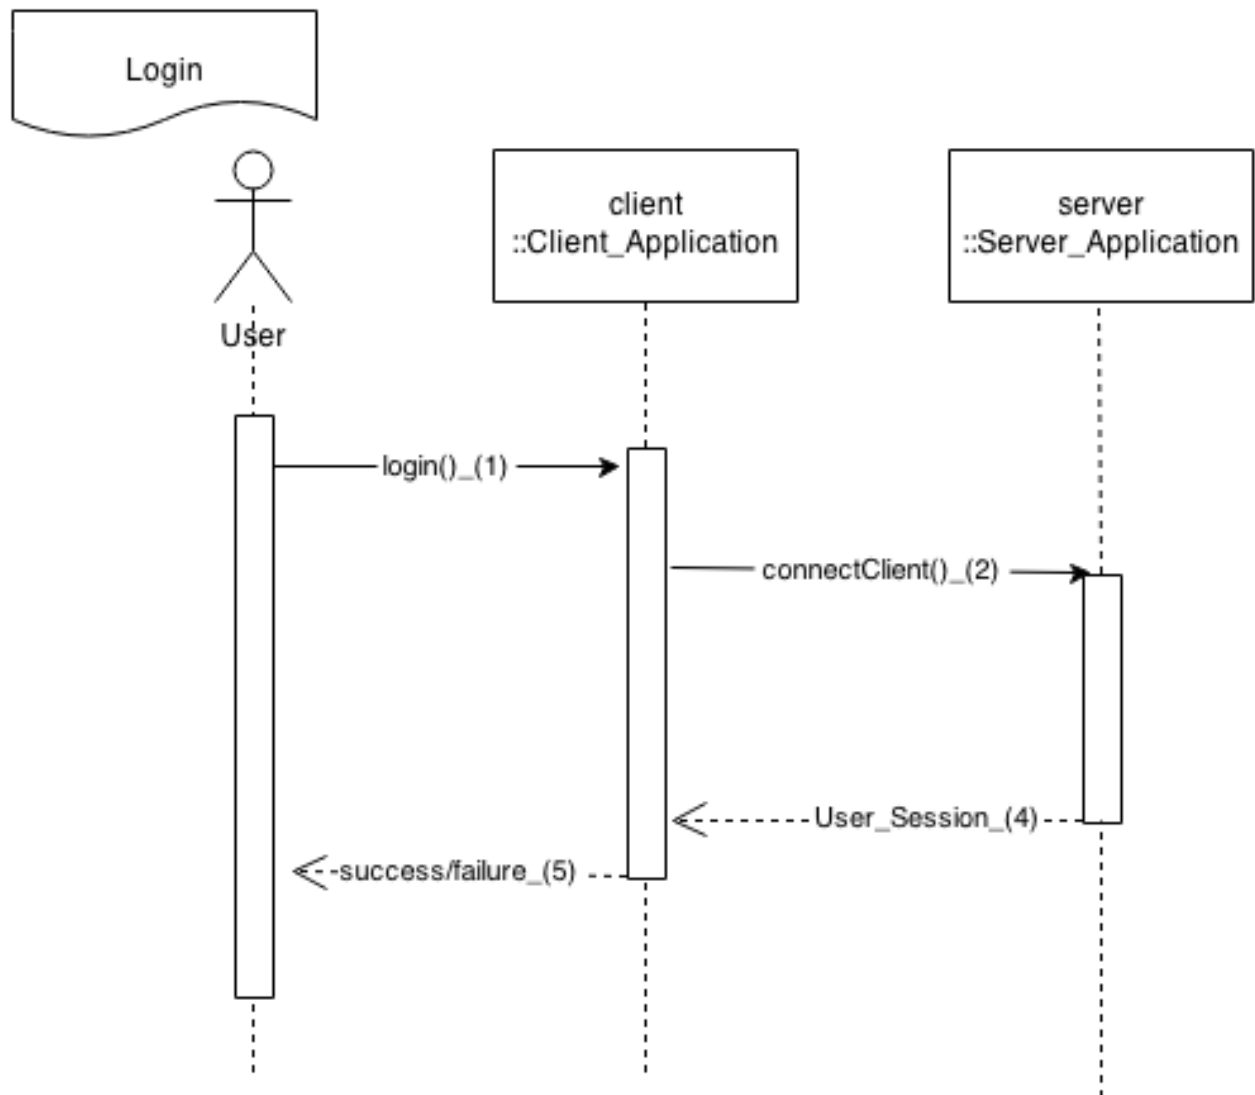 Login
client
::Client_Application
server
::Server_Application
User
login()_(1)
connectClient()_(2)
User_Session_(4)
success/failure_(5)